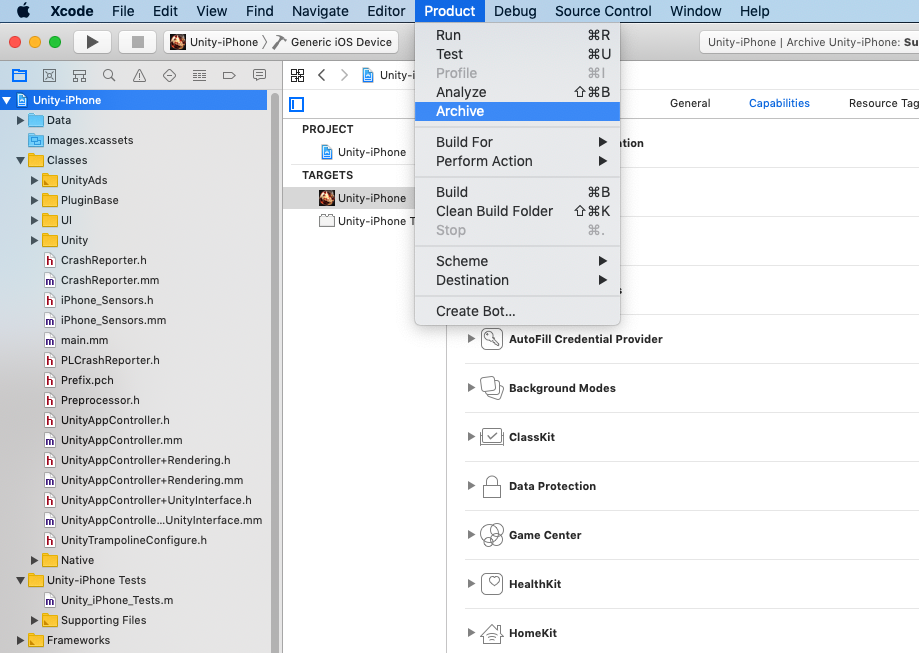 Xcode File Edit View Find Navigate Editor Product Debug Source Control Window Help
Unity-iPhone Generic iOS Device
Unity-iPhone | Archive Unity-iPhone:
Run ⌘R
Test ⌘U
Profile ⌘I
Analyze ⇧⌘B
Archive
Build For
Perform Action
Build ⌘B
Clean Build Folder ⇧⌘K
Stop ⌘.
Scheme
Destination
Create Bot...
Unity-iPhone
Data
Images.xcassets
Classes
UnityAds
PluginBase
UI
Unity
CrashReporter.h
CrashReporter.mm
iPhone_Sensors.h
iPhone_Sensors.mm
main.mm
PLCrashReporter.h
Prefix.pch
Preprocessor.h
UnityAppController.h
UnityAppController.mm
UnityAppController+Rendering.h
UnityAppController+Rendering.mm
UnityAppController+UnityInterface.h
UnityAppControlle...UnityInterface.mm
UnityTrampolineConfigure.h
Native
Unity-iPhone Tests
Unity_iPhone_Tests.m
Supporting Files
Frameworks
PROJECT
Unity-iPhone
TARGETS
Unity-iPhone
Unity-iPhone T
General Capabilities Resource Tag
AutoFill Credential Provider
Background Modes
ClassKit
Data Protection
Game Center
HealthKit
HomeKit